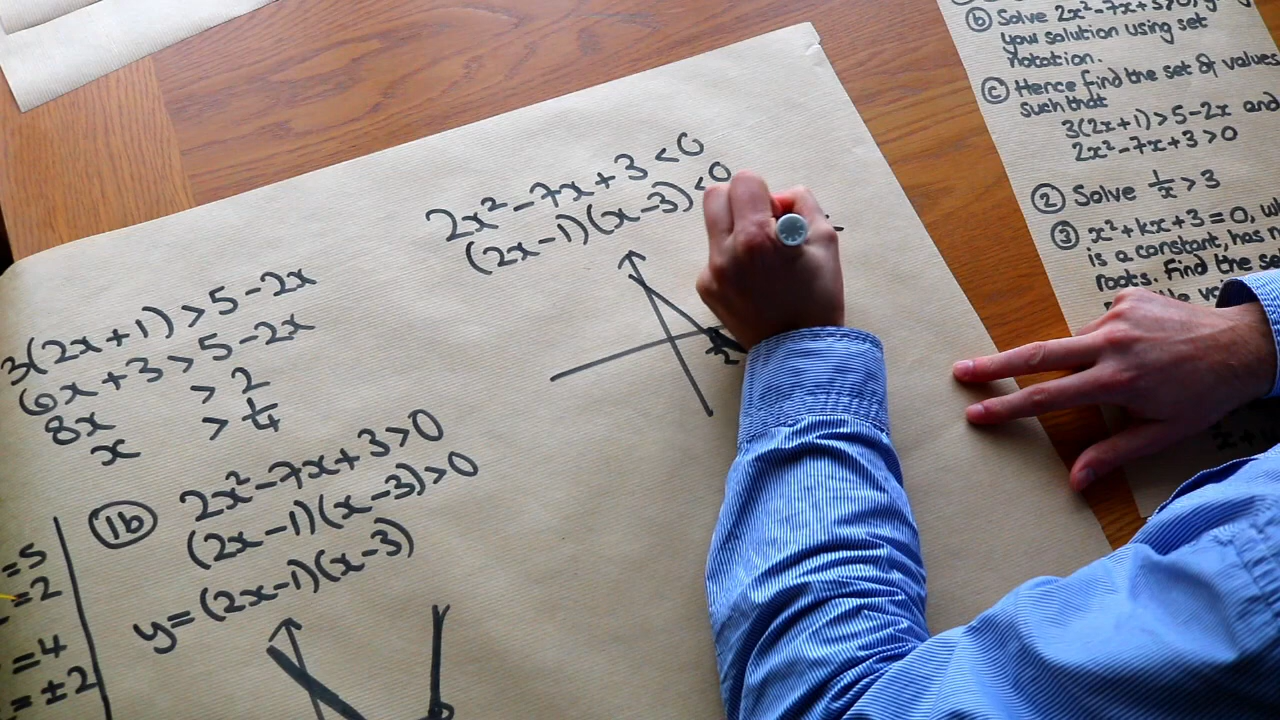 3(2x+1) > 5-2x
6x+3 > 5-2x
8x > 2
x > 1/4
1b 2x²-7x+3>0
(2x-1)(x-3)>0
y=(2x-1)(x-3)
=5
=2
=4
=±2
2x²-7x+3<0
(2x-1)(x-3)<0
b Solve 2x²-7x+3>0,
your solution using set
notation.
c Hence find the set of values
such that
3(2x+1)>5-2x and
2x²-7x+3>0
2 Solve 1/x>3
3 x²+kx+3=0,
is a constant, has
roots. Find the